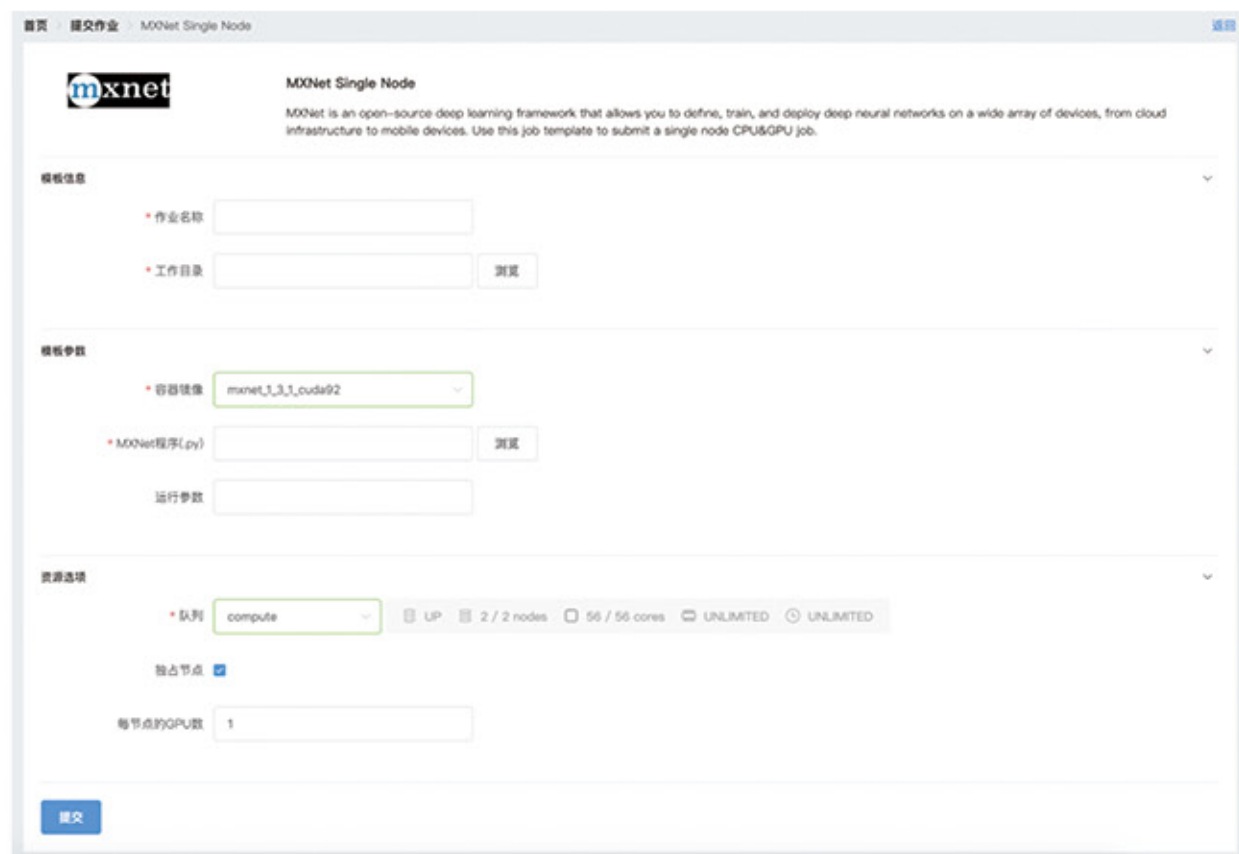 首页 提交作业 MXNet Single Node 返回
mxnet MXNet Single Node
MXNet is an open-source deep learning framework that allows you to define, train, and deploy deep neural networks on a wide array of devices, from cloud
infrastructure to mobile devices. Use this job template to submit a single node CPU&GPU job.
模板信息
* 作业名称
* 工作目录 浏览
模板参数
* 容器镜像 mxnet_1_3_1_cuda92
* MXNet程序(.py) 浏览
运行参数
资源选项
* 队列 compute UP 2 / 2 nodes 56 / 56 cores UNLIMITED UNLIMITED
独占节点
每节点的GPU数 1
提交